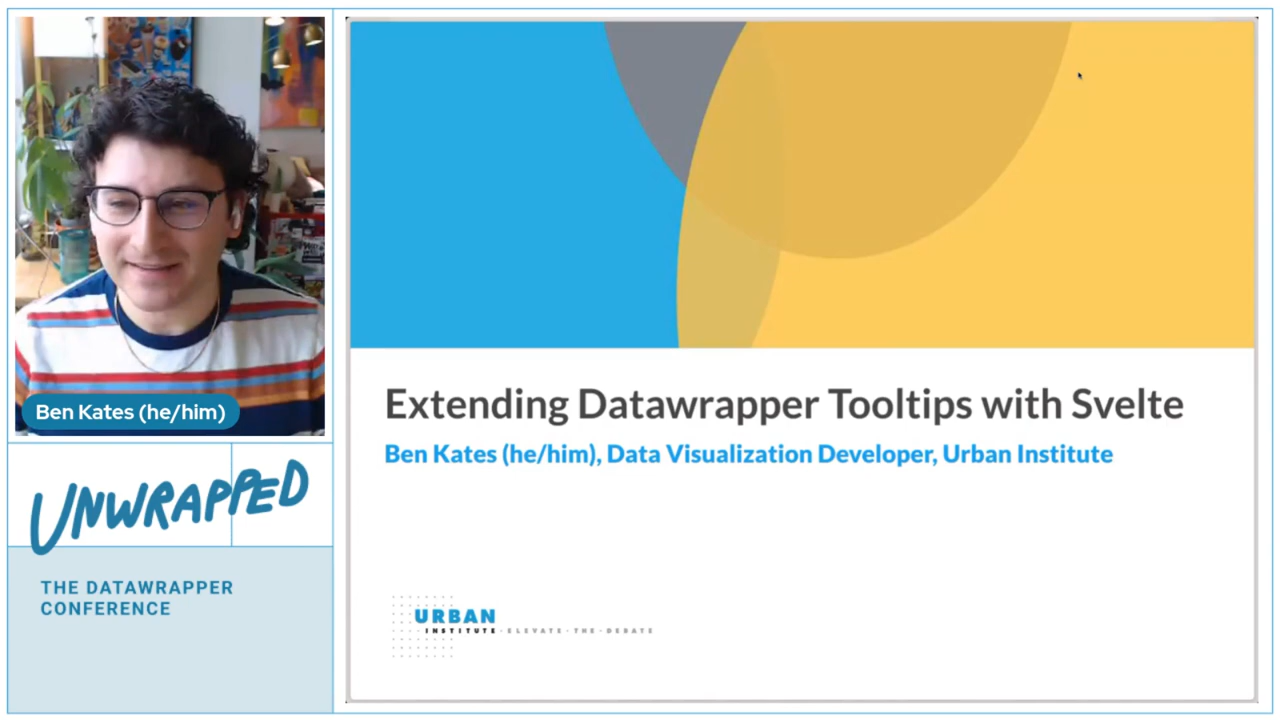 Ben Kates (he/him)
UNWRAPPED
THE DATAWRAPPER
CONFERENCE
Extending Datawrapper Tooltips with Svelte
Ben Kates (he/him), Data Visualization Developer, Urban Institute
URBAN
INSTITUTE · ELEVATE · THE · DEBATE